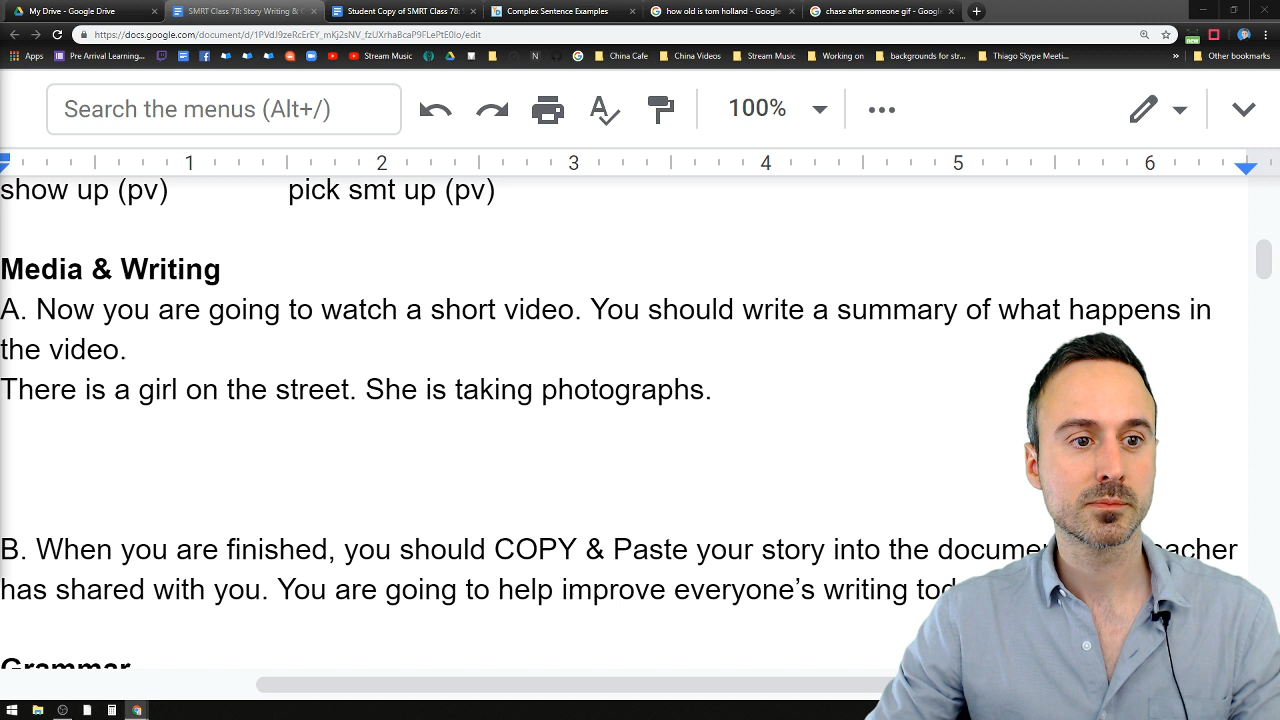 My Drive - Google Drive
SMRT Class 78: Story Writing &
Student Copy of SMRT Class 78:
Complex Sentence Examples
how old is tom holland - Google
chase after someone gif - Googl
https://docs.google.com/document/d/1PVdJ9zeRcErEY_mKj2sNV_fzUXrhaBcaP9FLePtE0Io/edit
Apps
Pre Arrival Learning...
Stream Music
China Cafe
China Videos
Stream Music
Working on
backgrounds for str...
Thiago Skype Meeti...
»
Other bookmarks
Search the menus (Alt+/)
100%
1 2 3 4 5 6
show up (pv) pick smt up (pv)
Media & Writing
A. Now you are going to watch a short video. You should write a summary of what happens in
the video.
There is a girl on the street. She is taking photographs.
B. When you are finished, you should COPY & Paste your story into the docume acher
has shared with you. You are going to help improve everyone’s writing tod
Grammar